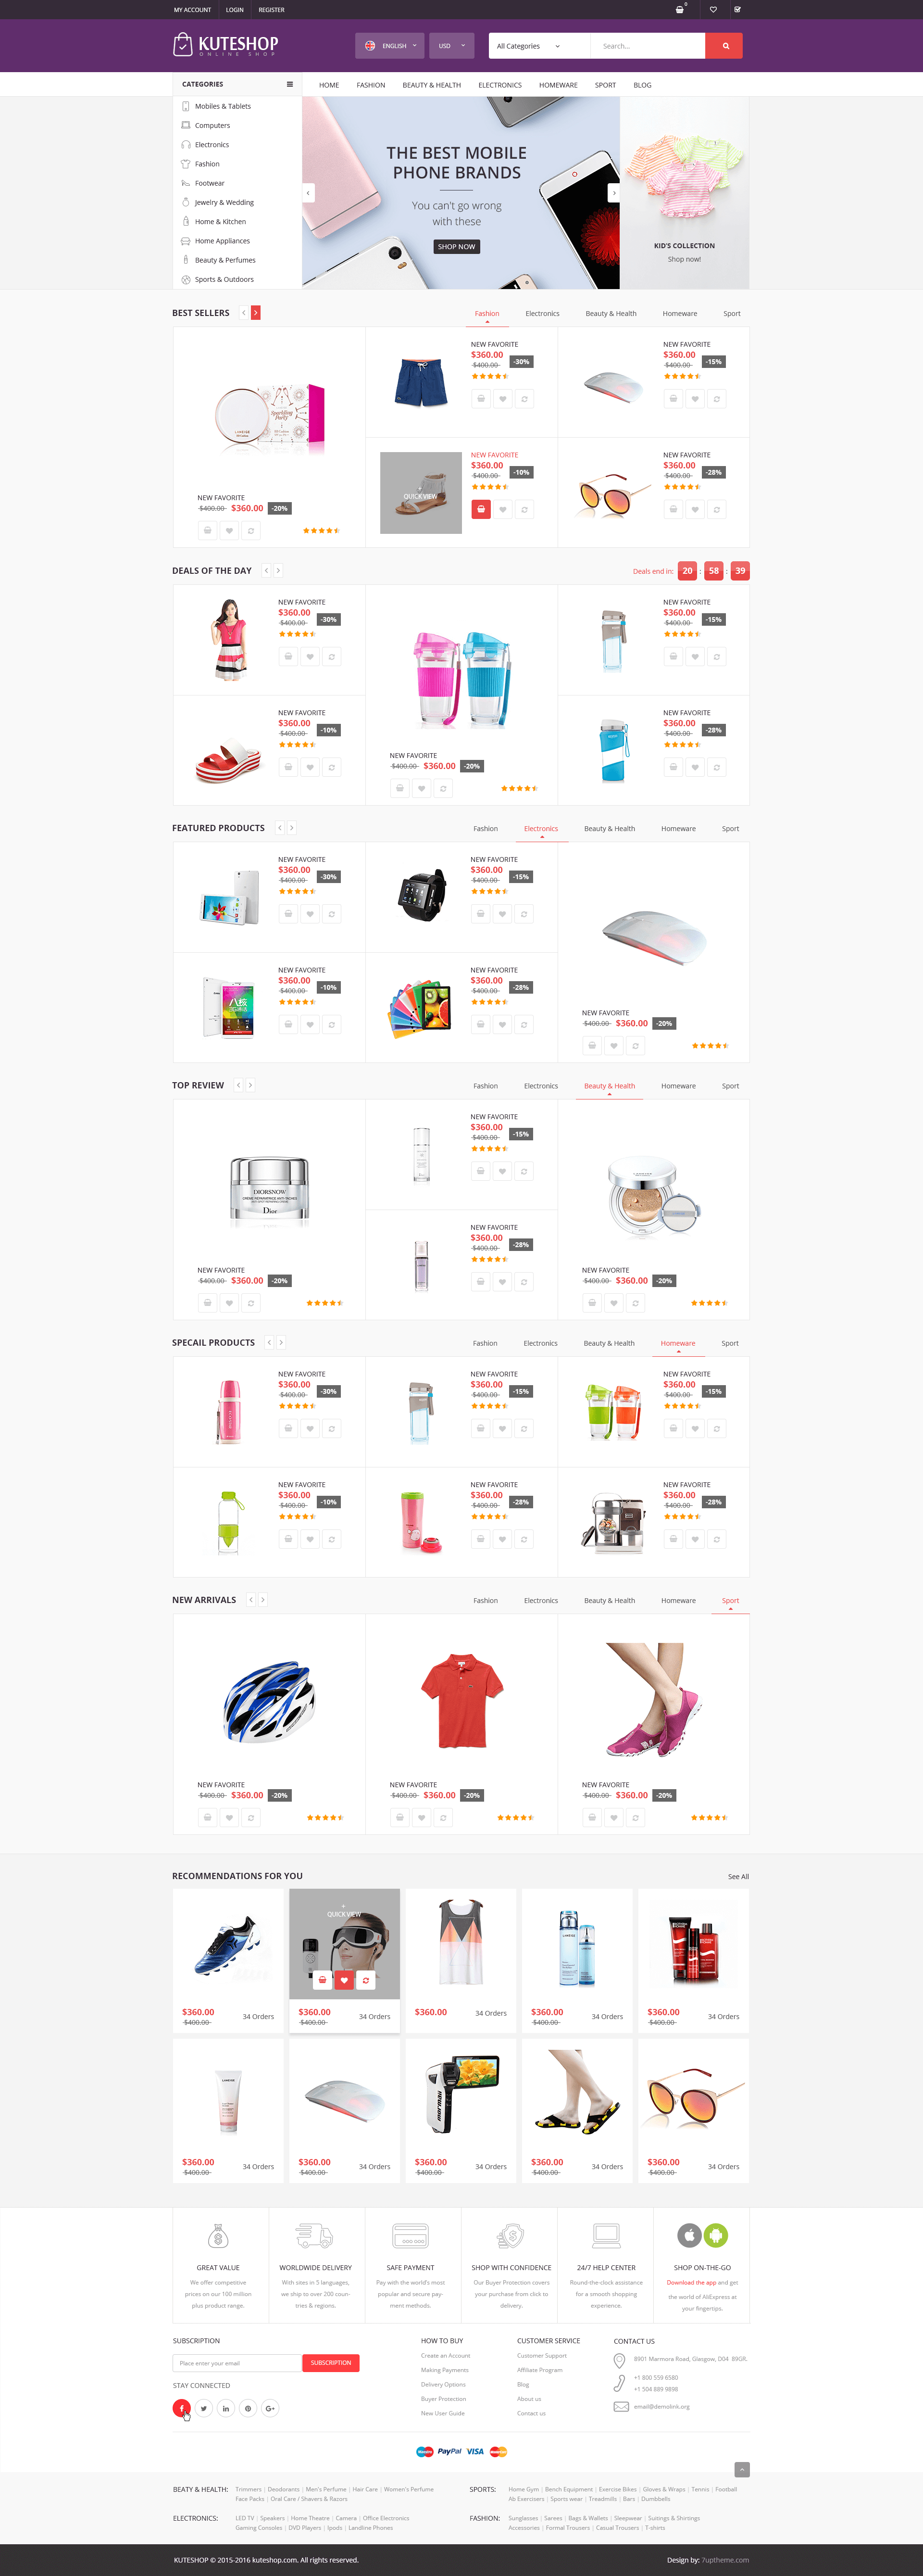 MY ACCOUNT LOGIN REGISTER 0
KUTESHOP
ONLINE SHOP
ENGLISH USD All Categories Search...
CATEGORIES
HOME FASHION BEAUTY & HEALTH ELECTRONICS HOMEWARE SPORT BLOG
Mobiles & Tablets
Computers
Electronics
Fashion
Footwear
Jewelry & Wedding
Home & Kitchen
Home Appliances
Beauty & Perfumes
Sports & Outdoors
THE BEST MOBILE
PHONE BRANDS
You can't go wrong
with these
SHOP NOW
KID'S COLLECTION
Shop now!
BEST SELLERS
Fashion Electronics Beauty & Health Homeware Sport
NEW FAVORITE
$400.00 $360.00 -20%
NEW FAVORITE
$360.00
$400.00 -30%
NEW FAVORITE
$360.00
$400.00 -15%
+
QUICK VIEW
NEW FAVORITE
$360.00
$400.00 -10%
NEW FAVORITE
$360.00
$400.00 -28%
DEALS OF THE DAY
Deals end in: 20 : 58 : 39
NEW FAVORITE
$360.00
$400.00 -30%
NEW FAVORITE
$360.00
$400.00 -10%
NEW FAVORITE
$400.00 $360.00 -20%
NEW FAVORITE
$360.00
$400.00 -15%
NEW FAVORITE
$360.00
$400.00 -28%
FEATURED PRODUCTS
Fashion Electronics Beauty & Health Homeware Sport
NEW FAVORITE
$360.00
$400.00 -30%
NEW FAVORITE
$360.00
$400.00 -15%
八核
NEW FAVORITE
$360.00
$400.00 -10%
NEW FAVORITE
$360.00
$400.00 -28%
NEW FAVORITE
$400.00 $360.00 -20%
TOP REVIEW
Fashion Electronics Beauty & Health Homeware Sport
DIORSNOW
Dior
NEW FAVORITE
$400.00 $360.00 -20%
NEW FAVORITE
$360.00
$400.00 -15%
NEW FAVORITE
$360.00
$400.00 -28%
NEW FAVORITE
$400.00 $360.00 -20%
SPECAIL PRODUCTS
Fashion Electronics Beauty & Health Homeware Sport
NEW FAVORITE
$360.00
$400.00 -30%
NEW FAVORITE
$360.00
$400.00 -15%
NEW FAVORITE
$360.00
$400.00 -15%
NEW FAVORITE
$360.00
$400.00 -10%
NEW FAVORITE
$360.00
$400.00 -28%
NEW FAVORITE
$360.00
$400.00 -28%
NEW ARRIVALS
Fashion Electronics Beauty & Health Homeware Sport
NEW FAVORITE
$400.00 $360.00 -20%
NEW FAVORITE
$400.00 $360.00 -20%
NEW FAVORITE
$400.00 $360.00 -20%
RECOMMENDATIONS FOR YOU
See All
+
QUICK VIEW
$360.00
$400.00 34 Orders
$360.00
$400.00 34 Orders
$360.00 34 Orders
$360.00
$400.00 34 Orders
$360.00
$400.00 34 Orders
$360.00
$400.00 34 Orders
$360.00
$400.00 34 Orders
$360.00
$400.00 34 Orders
$360.00
$400.00 34 Orders
$360.00
$400.00 34 Orders
GREAT VALUE
We offer competitive
prices on our 100 million
plus product range.
WORLDWIDE DELIVERY
With sites in 5 languages,
we ship to over 200 coun-
tries & regions.
SAFE PAYMENT
Pay with the world's most
popular and secure pay-
ment methods.
SHOP WITH CONFIDENCE
Our Buyer Protection covers
your purchase from click to
delivery.
24/7 HELP CENTER
Round-the-clock assistance
for a smooth shopping
experience.
SHOP ON-THE-GO
Download the app and get
the world of AliExpress at
your fingertips.
SUBSCRIPTION
Place enter your email SUBSCRIPTION
STAY CONNECTED
HOW TO BUY
Create an Account
Making Payments
Delivery Options
Buyer Protection
New User Guide
CUSTOMER SERVICE
Customer Support
Affiliate Program
Blog
About us
Contact us
CONTACT US
8901 Marmora Road, Glasgow, D04 89GR.
+1 800 559 6580
+1 504 889 9898
email@demolink.org
PayPal VISA
BEATY & HEALTH: Trimmers | Deodorants | Men's Perfume | Hair Care | Women's Perfume
Face Packs | Oral Care / Shavers & Razors
SPORTS: Home Gym | Bench Equipment | Exercise Bikes | Gloves & Wraps | Tennis | Football
Ab Exercisers | Sports wear | Treadmills | Bars | Dumbbells
ELECTRONICS: LED TV | Speakers | Home Theatre | Camera | Office Electronics
Gaming Consoles | DVD Players | Ipods | Landline Phones
FASHION: Sunglasses | Sarees | Bags & Wallets | Sleepwear | Suitings & Shirtings
Accessories | Formal Trousers | Casual Trousers | T-shirts
KUTESHOP © 2015-2016 kuteshop.com. All rights reserved.
Design by: 7uptheme.com